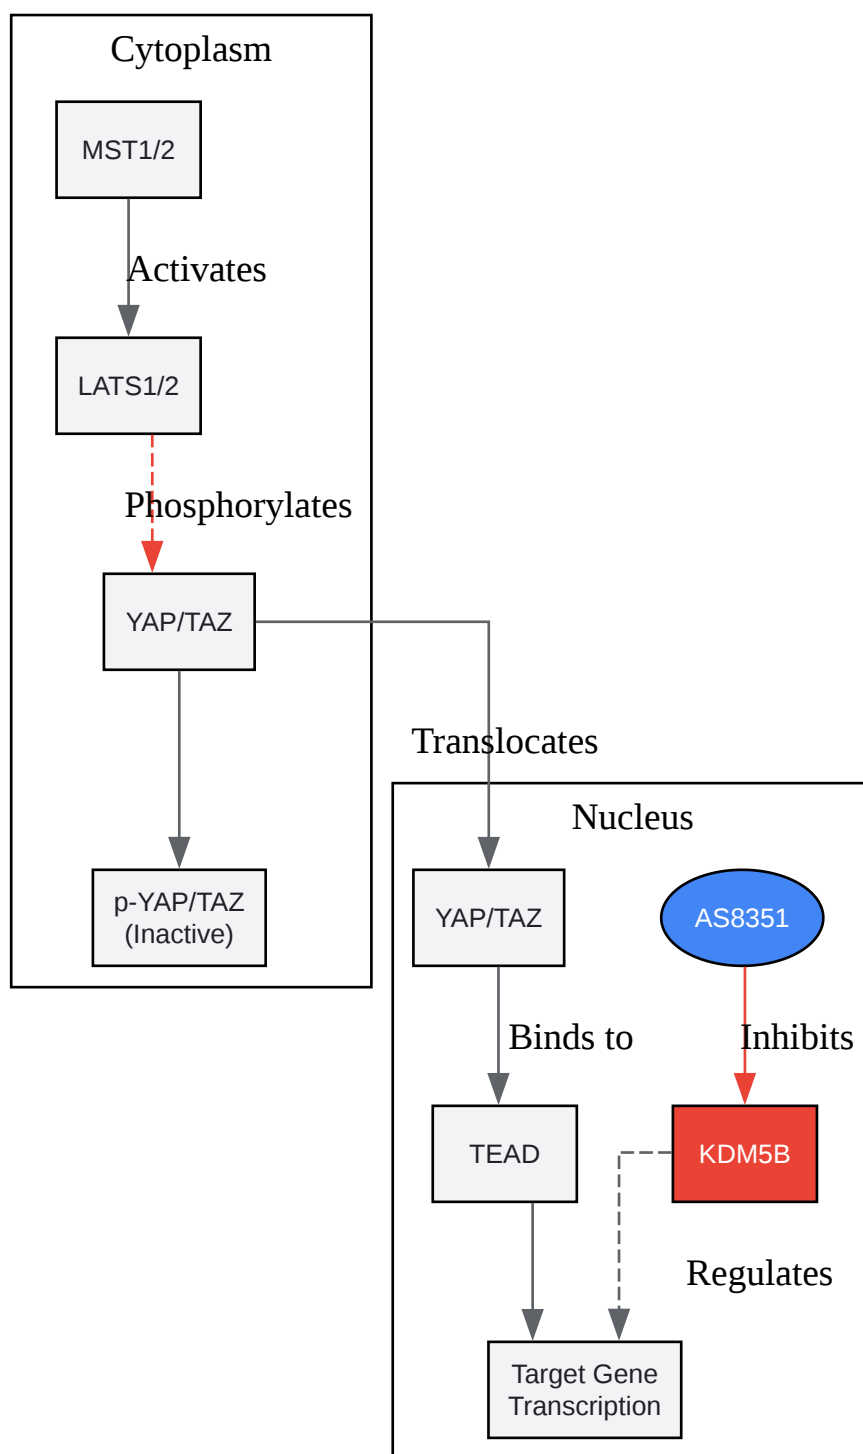 Cytoplasm
MST1/2
Activates
LATS1/2
Phosphorylates
YAP/TAZ
Translocates
p-YAP/TAZ
(Inactive)
Nucleus
YAP/TAZ
AS8351
Binds to
Inhibits
TEAD
KDM5B
Regulates
Target Gene
Transcription